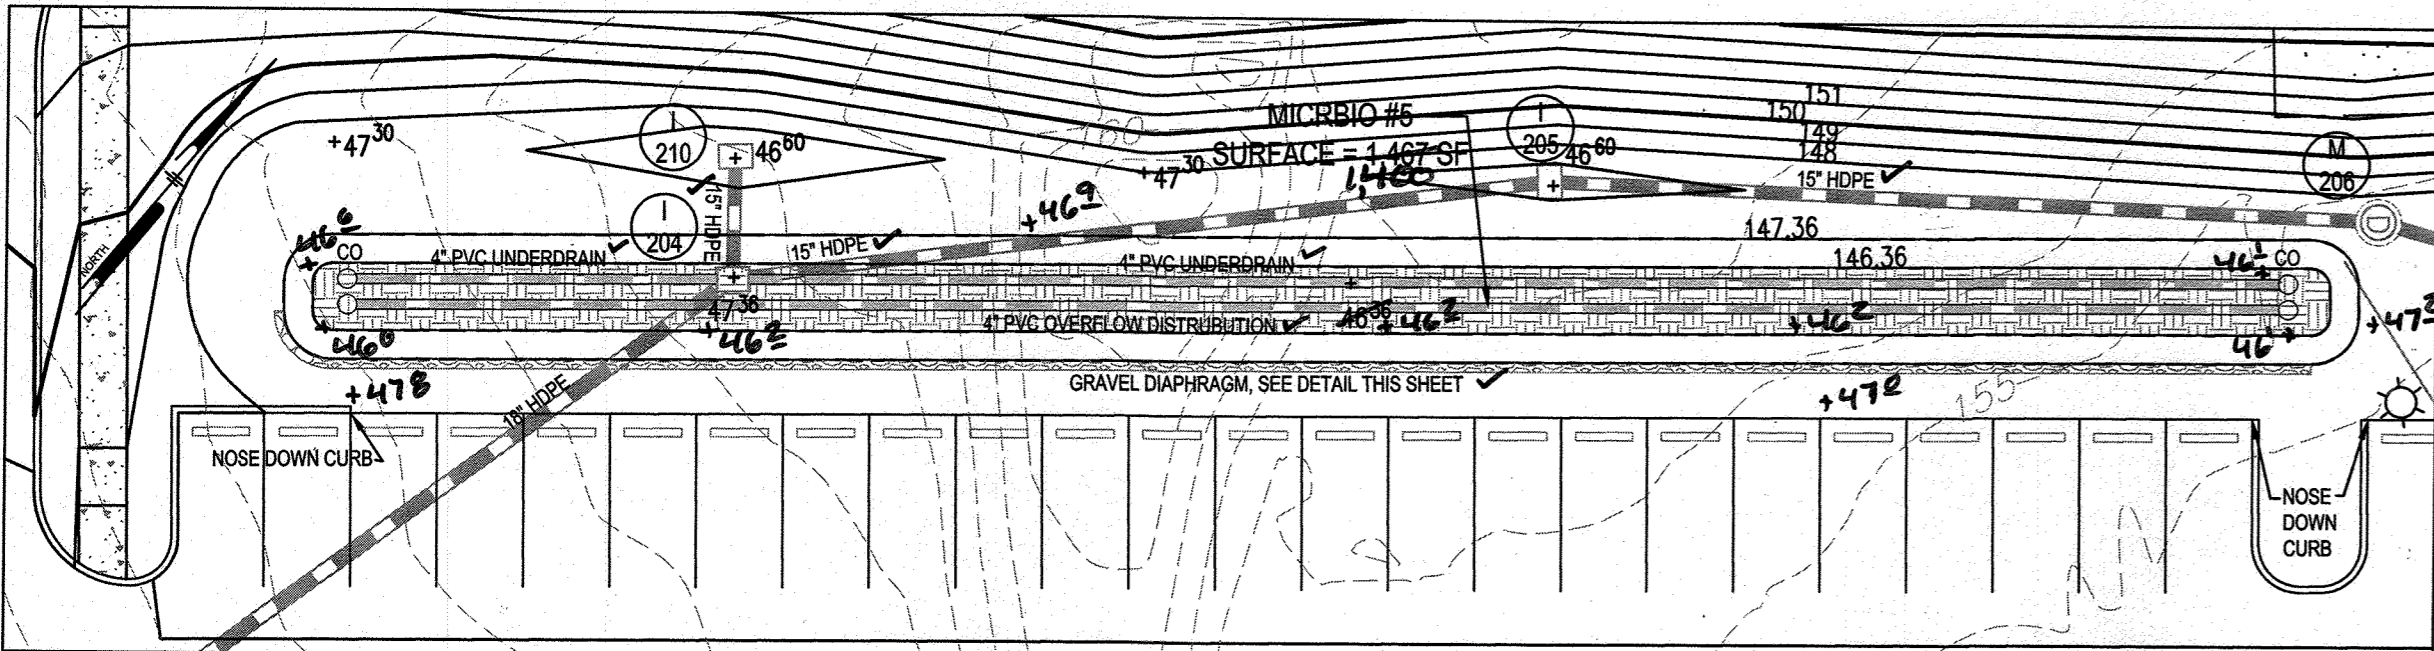 151
150
149
148
MICRBIO #5
SURFACE = 1,467 SF
1,400
+47 30
I
210
+ 46 60
+47 30
I
205
46 60
M
206
15" HDPE ✓
15" HDPE ✓
I
204
+46 9
15" HDPE ✓
147.36
146.36
160
NORTH
CO
4" PVC UNDERDRAIN ✓
4" PVC UNDERDRAIN ✓
46 1
CO
47 36
+46 2
4" PVC OVERFLOW DISTRUBUTION ✓
46 36
+46 2
+46 2
46 0
+47 8
GRAVEL DIAPHRAGM, SEE DETAIL THIS SHEET ✓
155
18" HDPE
NOSE DOWN CURB
NOSE
DOWN
CURB